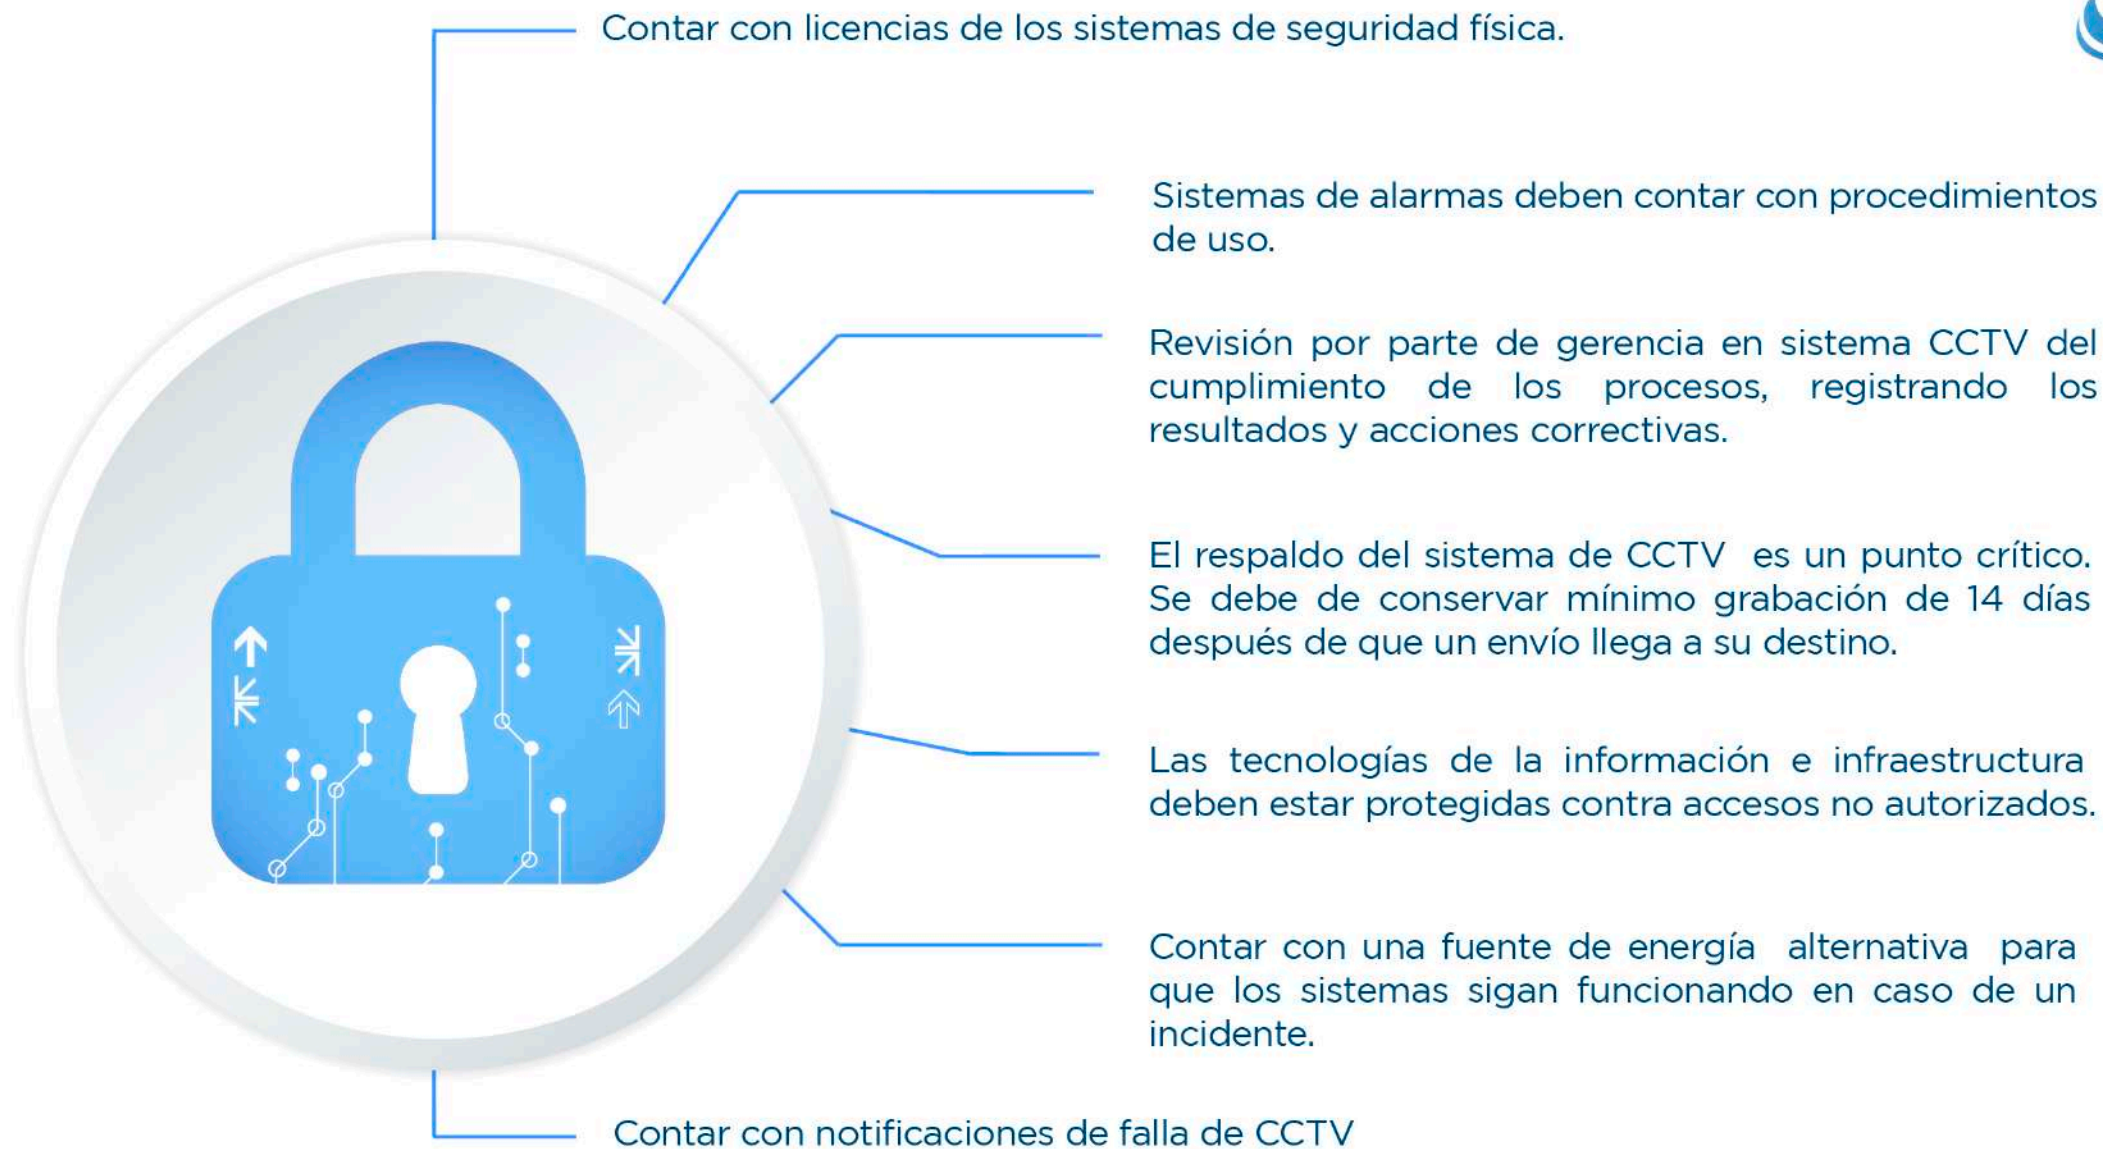 Contar con licencias de los sistemas de seguridad física.
Sistemas de alarmas deben contar con procedimientos
de uso.
Revisión por parte de gerencia en sistema CCTV del
cumplimiento de los procesos, registrando los
resultados y acciones correctivas.
El respaldo del sistema de CCTV es un punto crítico.
Se debe de conservar mínimo grabación de 14 días
después de que un envío llega a su destino.
Las tecnologías de la información e infraestructura
deben estar protegidas contra accesos no autorizados.
Contar con una fuente de energía alternativa para
que los sistemas sigan funcionando en caso de un
incidente.
Contar con notificaciones de falla de CCTV